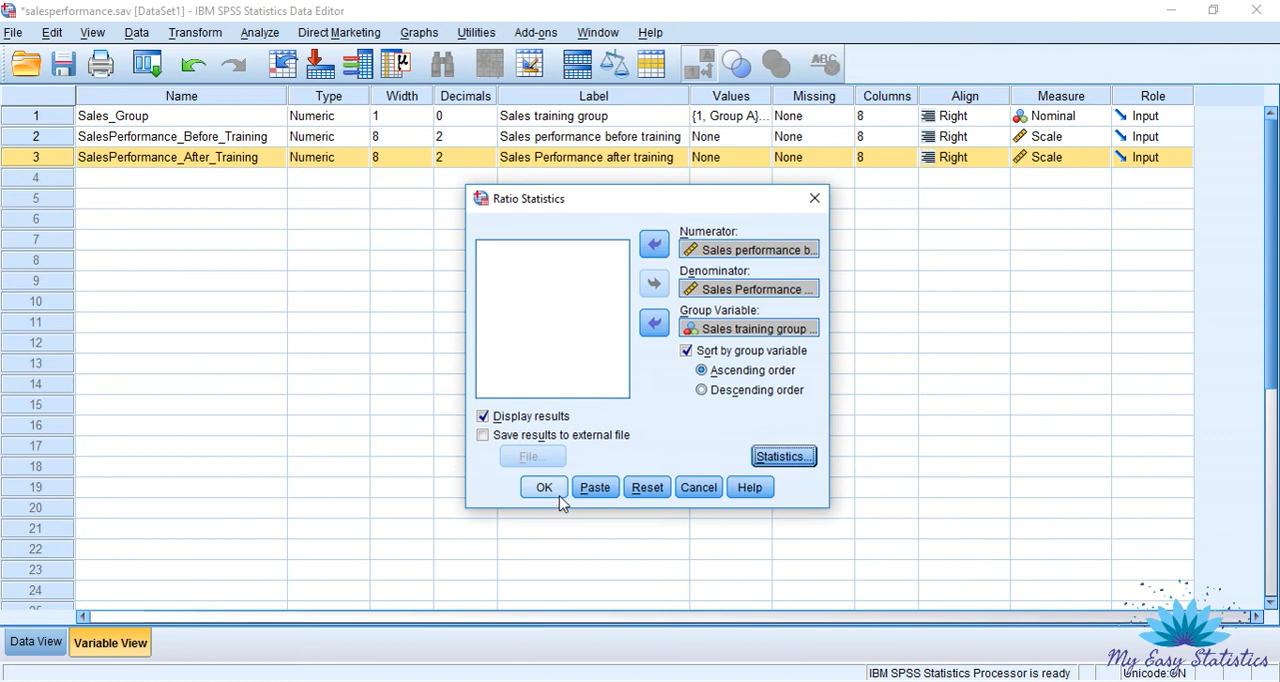 *salesperformance.sav [DataSet1] - IBM SPSS Statistics Data Editor
File Edit View Data Transform Analyze Direct Marketing Graphs Utilities Add-ons Window Help
Name Type Width Decimals Label Values Missing Columns Align Measure Role
1 Sales_Group Numeric 1 0 Sales training group {1, Group A}... None 8 Right Nominal Input
2 SalesPerformance_Before_Training Numeric 8 2 Sales performance before training None None 8 Right Scale Input
3 SalesPerformance_After_Training Numeric 8 2 Sales Performance after training None None 8 Right Scale Input
4
5
6
7
8
9
10
11
12
13
14
15
16
17
18
19
20
21
22
23
24
Ratio Statistics
Numerator:
Sales performance b...
Denominator:
Sales Performance ...
Group Variable:
Sales training group ...
Sort by group variable
Ascending order
Descending order
Display results
Save results to external file
File...
Statistics...
OK Paste Reset Cancel Help
Data View Variable View
My Easy Statistics
IBM SPSS Statistics Processor is ready Unicode:ON